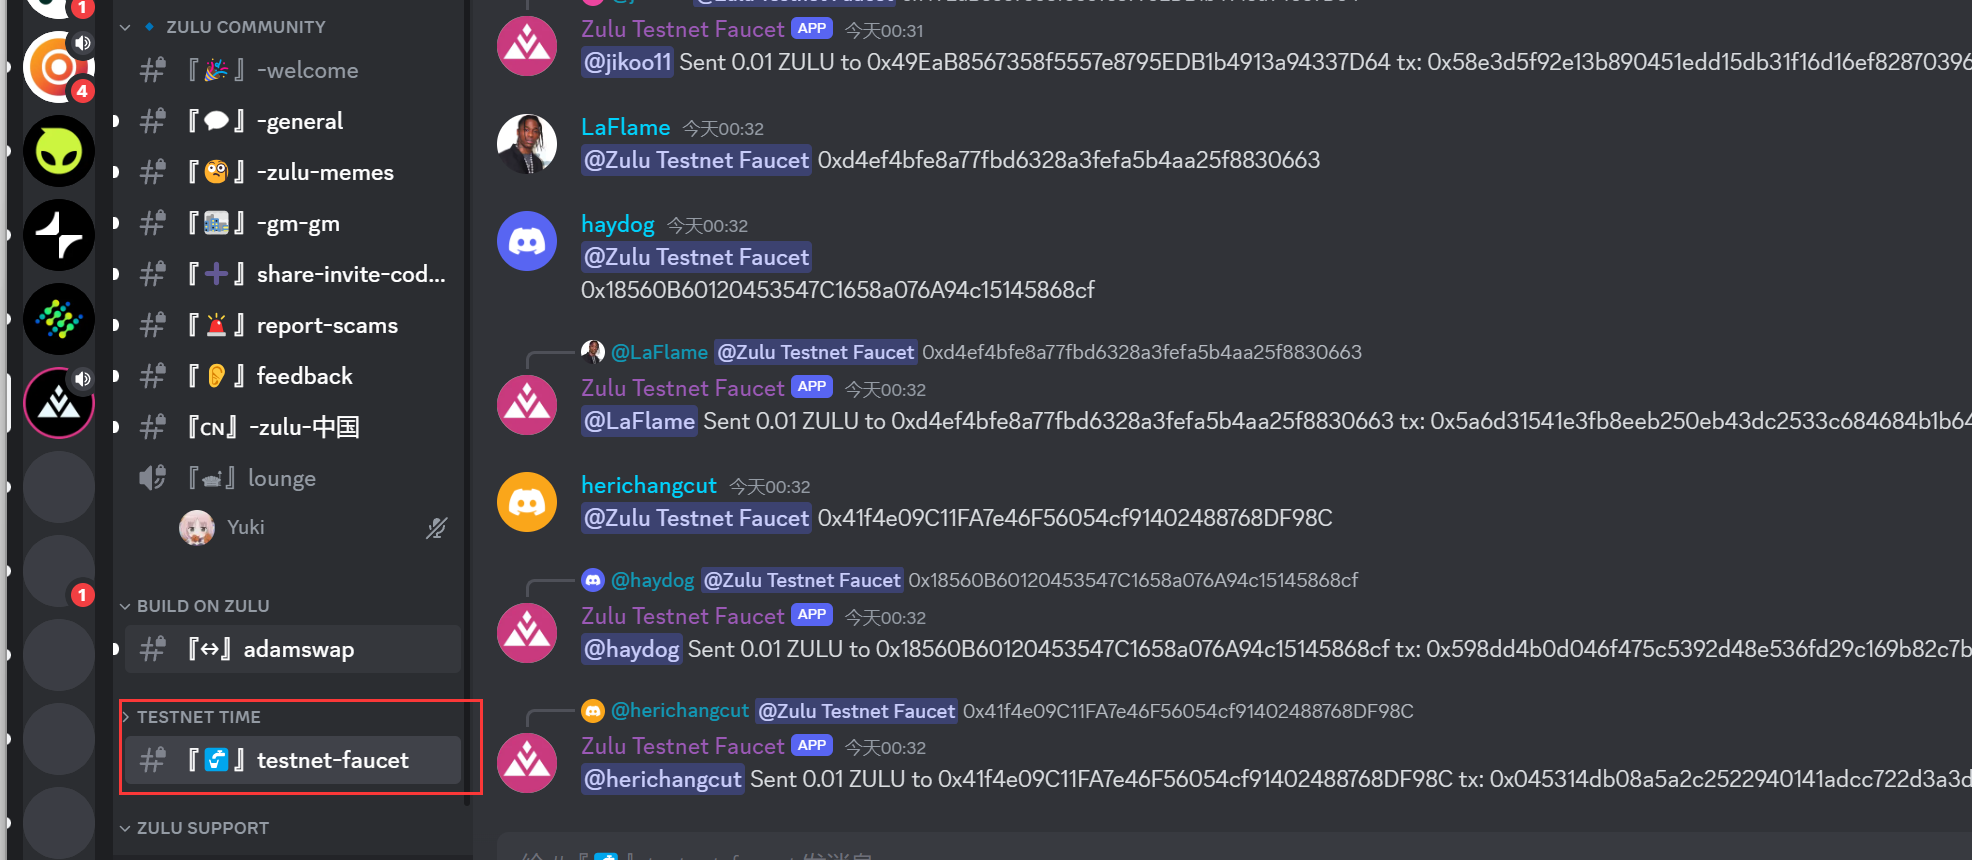 1
4
1
ZULU COMMUNITY
『🎉』-welcome
『💬』-general
『🧐』-zulu-memes
『🏙️』-gm-gm
『➕』share-invite-cod...
『🚨』report-scams
『👂』feedback
『CN』-zulu-中国
『🛋️』lounge
Yuki
BUILD ON ZULU
『↔』adamswap
TESTNET TIME
『🚰』testnet-faucet
ZULU SUPPORT
Zulu Testnet Faucet APP 今天00:31
@jikoo11 Sent 0.01 ZULU to 0x49EaB8567358f5557e8795EDB1b4913a94337D64 tx: 0x58e3d5f92e13b890451edd15db31f16d16ef82870396
LaFlame 今天00:32
@Zulu Testnet Faucet 0xd4ef4bfe8a77fbd6328a3fefa5b4aa25f8830663
haydog 今天00:32
@Zulu Testnet Faucet
0x18560B60120453547C1658a076A94c15145868cf
@LaFlame @Zulu Testnet Faucet 0xd4ef4bfe8a77fbd6328a3fefa5b4aa25f8830663
Zulu Testnet Faucet APP 今天00:32
@LaFlame Sent 0.01 ZULU to 0xd4ef4bfe8a77fbd6328a3fefa5b4aa25f8830663 tx: 0x5a6d31541e3fb8eeb250eb43dc2533c684684b1b64
herichangcut 今天00:32
@Zulu Testnet Faucet 0x41f4e09C11FA7e46F56054cf91402488768DF98C
@haydog @Zulu Testnet Faucet 0x18560B60120453547C1658a076A94c15145868cf
Zulu Testnet Faucet APP 今天00:32
@haydog Sent 0.01 ZULU to 0x18560B60120453547C1658a076A94c15145868cf tx: 0x598dd4b0d046f475c5392d48e536fd29c169b82c7b
@herichangcut @Zulu Testnet Faucet 0x41f4e09C11FA7e46F56054cf91402488768DF98C
Zulu Testnet Faucet APP 今天00:32
@herichangcut Sent 0.01 ZULU to 0x41f4e09C11FA7e46F56054cf91402488768DF98C tx: 0x045314db08a5a2c2522940141adcc722d3a3d